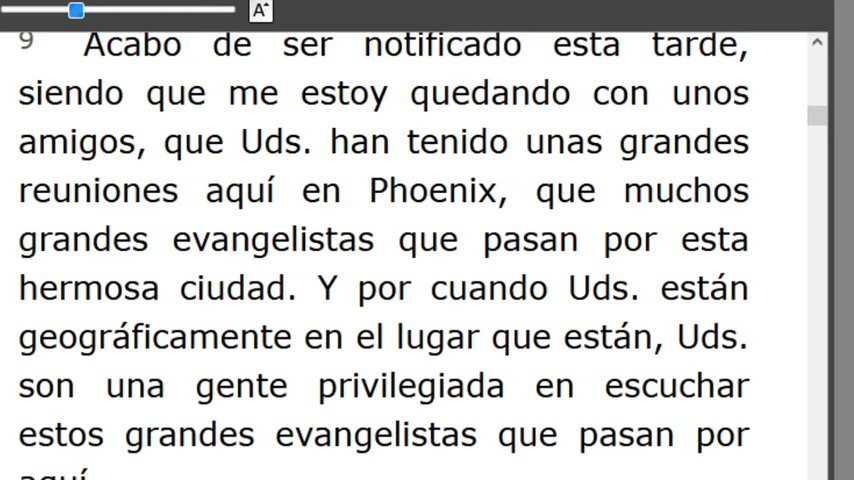 A
9 Acabo de ser notificado esta tarde,
siendo que me estoy quedando con unos
amigos, que Uds. han tenido unas grandes
reuniones aquí en Phoenix, que muchos
grandes evangelistas que pasan por esta
hermosa ciudad. Y por cuando Uds. están
geográficamente en el lugar que están, Uds.
son una gente privilegiada en escuchar
estos grandes evangelistas que pasan por
aquí